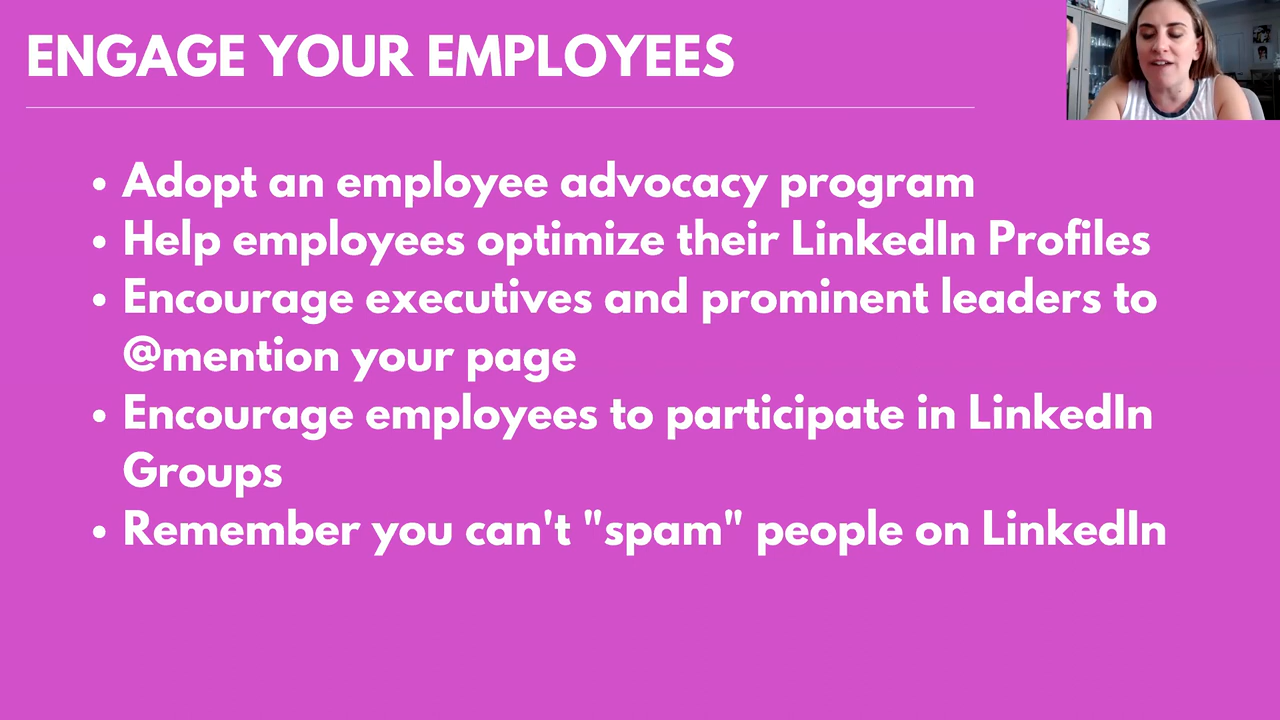 ENGAGE YOUR EMPLOYEES
• Adopt an employee advocacy program
• Help employees optimize their LinkedIn Profiles
• Encourage executives and prominent leaders to
@mention your page
• Encourage employees to participate in LinkedIn
Groups
• Remember you can't "spam" people on LinkedIn